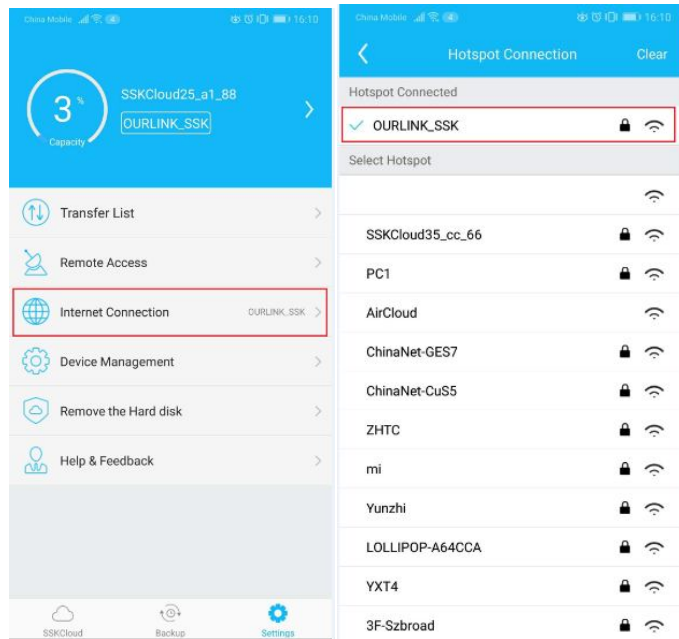 China Mobile 4 16:10
3 %
Capacity
SSKCloud25_a1_88
OURLINK_SSK
Transfer List
Remote Access
Internet Connection OURLINK_SSK
Device Management
Remove the Hard disk
Help & Feedback
SSKCloud Backup Settings
China Mobile 4 16:10
Hotspot Connection Clear
Hotspot Connected
OURLINK_SSK
Select Hotspot
SSKCloud35_cc_66
PC1
AirCloud
ChinaNet-GES7
ChinaNet-CuS5
ZHTC
mi
Yunzhi
LOLLIPOP-A64CCA
YXT4
3F-Szbroad